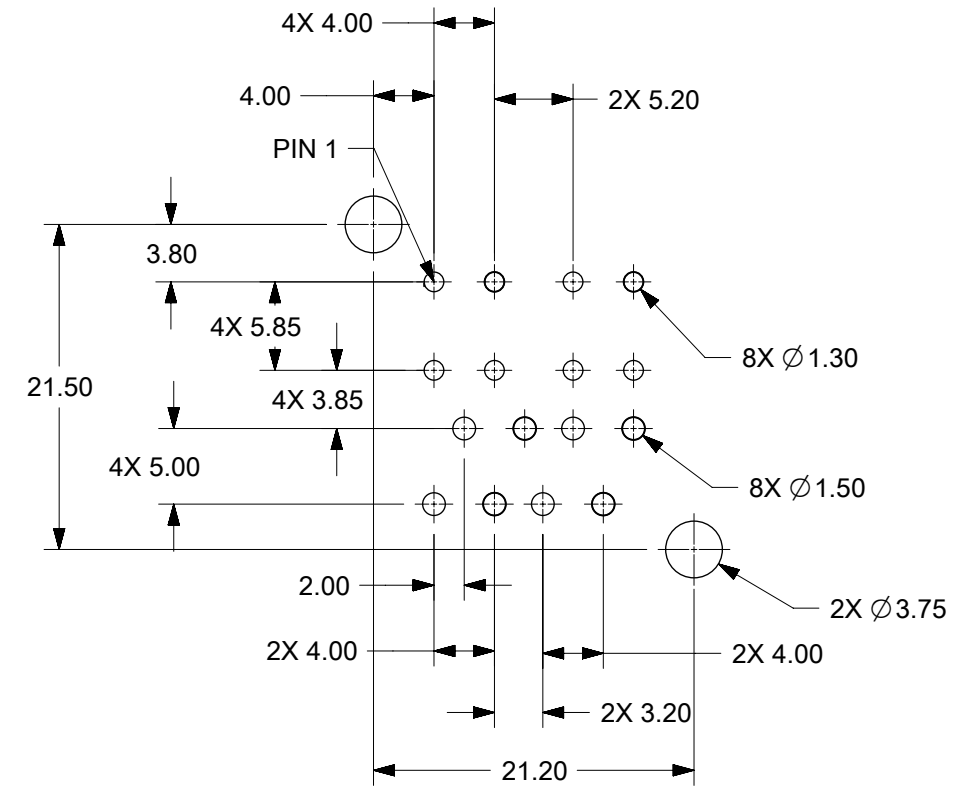 4X 4.00
4.00
2X 5.20
PIN 1
3.80
4X 5.85
8X ∅1.30
21.50
4X 3.85
4X 5.00
8X ∅1.50
2.00
2X ∅3.75
2X 4.00
2X 4.00
2X 3.20
21.20